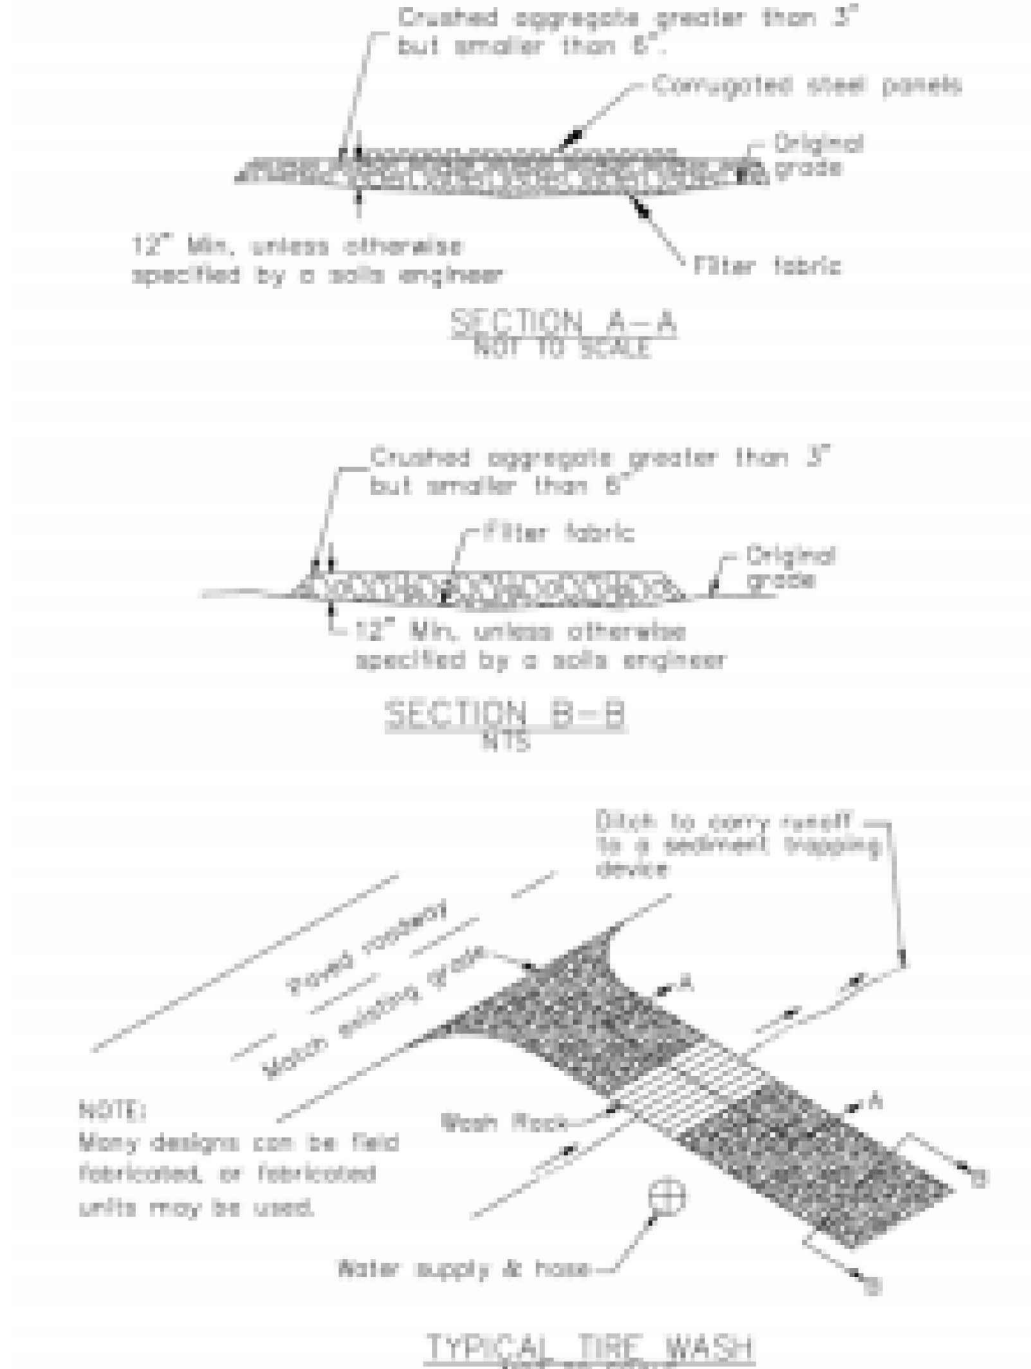 Crushed aggregate greater than 3"
but smaller than 6".
Corrugated steel panels
Original
grade
12" Min, unless otherwise
specified by a soils engineer
Filter fabric
SECTION A-A
NOT TO SCALE
Crushed aggregate greater than 3"
but smaller than 6"
Filter fabric
Original
grade
12" Min, unless otherwise
specified by a soils engineer
SECTION B-B
NTS
Ditch to carry runoff
to a sediment trapping
device
Paved roadway
Match existing grade
A
A
NOTE:
Many designs can be field
fabricated, or fabricated
units may be used.
Wash Rack
B
Water supply & hose
B
TYPICAL TIRE WASH
NOT TO SCALE